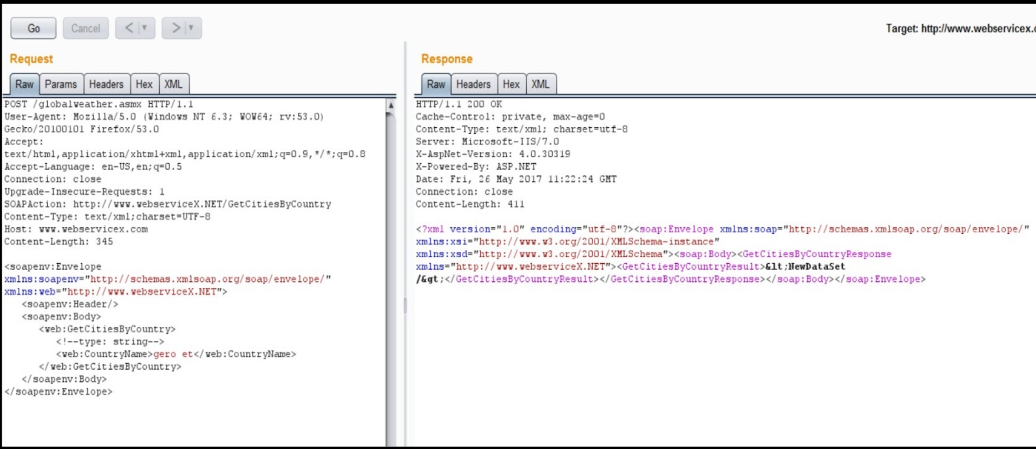 Go Cancel < >
Target: http://www.webservicex.
Request
Raw Params Headers Hex XML
POST /globalweather.asmx HTTP/1.1
User-Agent: Mozilla/5.0 (Windows NT 6.3; WOW64; rv:53.0)
Gecko/20100101 Firefox/53.0
Accept:
text/html,application/xhtml+xml,application/xml;q=0.9,*/*;q=0.8
Accept-Language: en-US,en;q=0.5
Connection: close
Upgrade-Insecure-Requests: 1
SOAPAction: http://www.webserviceX.NET/GetCitiesByCountry
Content-Type: text/xml;charset=UTF-8
Host: www.webservicex.com
Content-Length: 345
<soapenv:Envelope
xmlns:soapenv="http://schemas.xmlsoap.org/soap/envelope/"
xmlns:web="http://www.webserviceX.NET">
<soapenv:Header/>
<soapenv:Body>
<web:GetCitiesByCountry>
<!--type: string-->
<web:CountryName>gero et</web:CountryName>
</web:GetCitiesByCountry>
</soapenv:Body>
</soapenv:Envelope>
Response
Raw Headers Hex XML
HTTP/1.1 200 OK
Cache-Control: private, max-age=0
Content-Type: text/xml; charset=utf-8
Server: Microsoft-IIS/7.0
X-AspNet-Version: 4.0.30319
X-Powered-By: ASP.NET
Date: Fri, 26 May 2017 11:22:24 GMT
Connection: close
Content-Length: 411
<?xml version="1.0" encoding="utf-8"?><soap:Envelope xmlns:soap="http://schemas.xmlsoap.org/soap/envelope/"
xmlns:xsi="http://www.w3.org/2001/XMLSchema-instance"
xmlns:xsd="http://www.w3.org/2001/XMLSchema"><soap:Body><GetCitiesByCountryResponse
xmlns="http://www.webserviceX.NET"><GetCitiesByCountryResult>&lt;NewDataSet
/&gt;</GetCitiesByCountryResult></GetCitiesByCountryResponse></soap:Body></soap:Envelope>